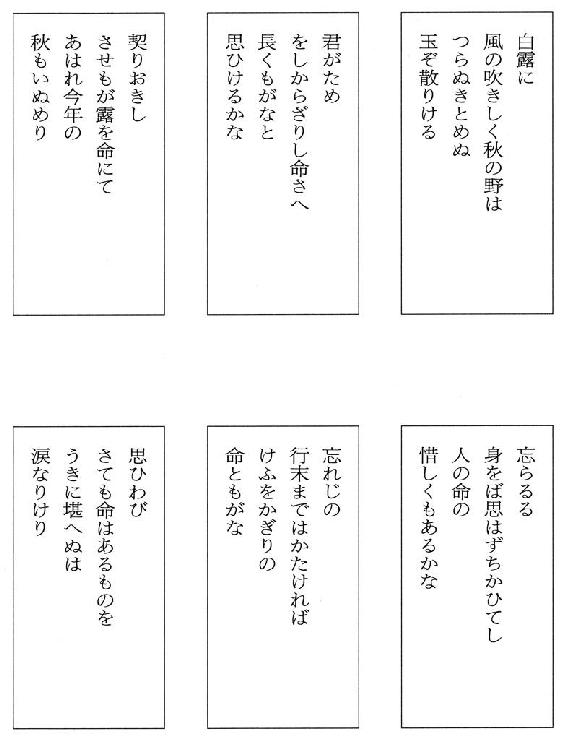 白露に
風の吹きしく秋の野は
つらぬきとめぬ
玉ぞ散りける
君がため
をしからざりし命さへ
長くもがなと
思ひけるかな
契りおきし
させもが露を命にて
あはれ今年の
秋もいぬめり
忘らるる
身をば思はずちかひてし
人の命の
惜しくもあるかな
忘れじの
行末まではかたければ
けふをかぎりの
命ともがな
思ひわび
さても命はあるものを
うきに堪へぬは
涙なりけり